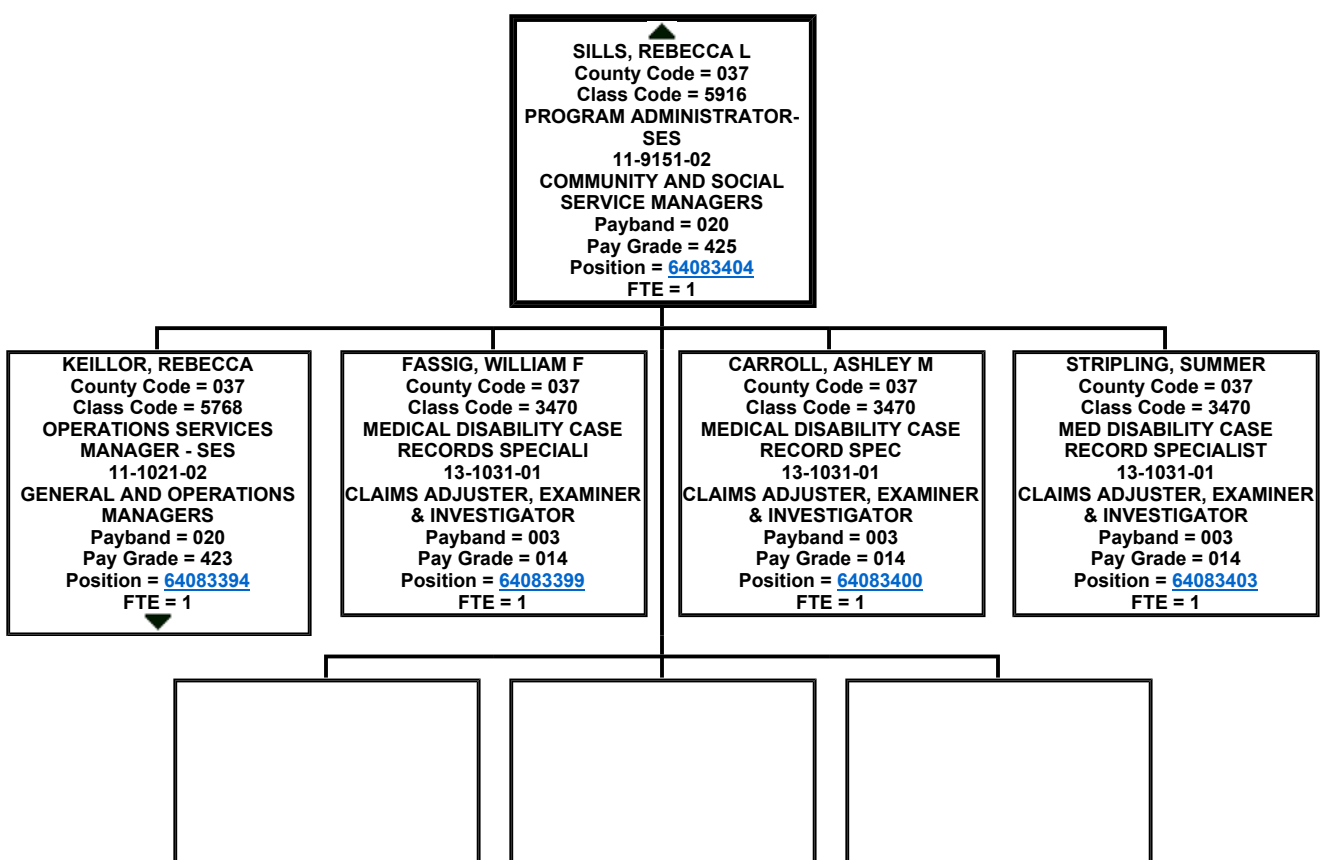 SILLS, REBECCA L
County Code = 037
Class Code = 5916
PROGRAM ADMINISTRATOR-
SES
11-9151-02
COMMUNITY AND SOCIAL
SERVICE MANAGERS
Payband = 020
Pay Grade = 425
Position = 64083404
FTE = 1
KEILLOR, REBECCA
County Code = 037
Class Code = 5768
OPERATIONS SERVICES
MANAGER - SES
11-1021-02
GENERAL AND OPERATIONS
MANAGERS
Payband = 020
Pay Grade = 423
Position = 64083394
FTE = 1
FASSIG, WILLIAM F
County Code = 037
Class Code = 3470
MEDICAL DISABILITY CASE
RECORDS SPECIALI
13-1031-01
CLAIMS ADJUSTER, EXAMINER
& INVESTIGATOR
Payband = 003
Pay Grade = 014
Position = 64083399
FTE = 1
CARROLL, ASHLEY M
County Code = 037
Class Code = 3470
MEDICAL DISABILITY CASE
RECORD SPEC
13-1031-01
CLAIMS ADJUSTER, EXAMINER
& INVESTIGATOR
Payband = 003
Pay Grade = 014
Position = 64083400
FTE = 1
STRIPLING, SUMMER
County Code = 037
Class Code = 3470
MED DISABILITY CASE
RECORD SPECIALIST
13-1031-01
CLAIMS ADJUSTER, EXAMINER
& INVESTIGATOR
Payband = 003
Pay Grade = 014
Position = 64083403
FTE = 1